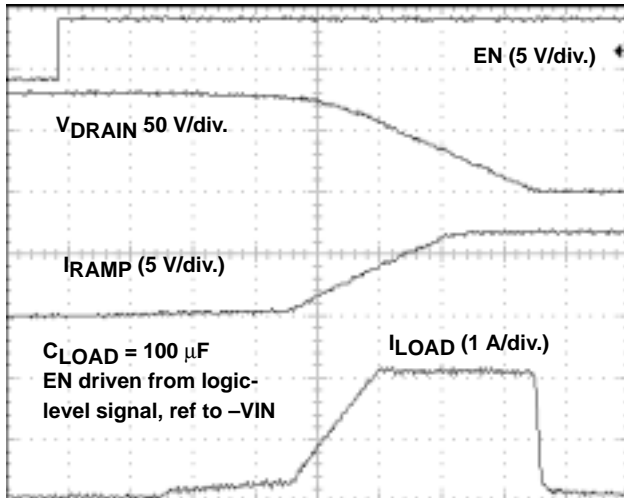 EN (5 V/div.)
VDRAIN 50 V/div.
IRAMP (5 V/div.)
CLOAD = 100 μF
EN driven from logic-
level signal, ref to –VIN
ILOAD (1 A/div.)